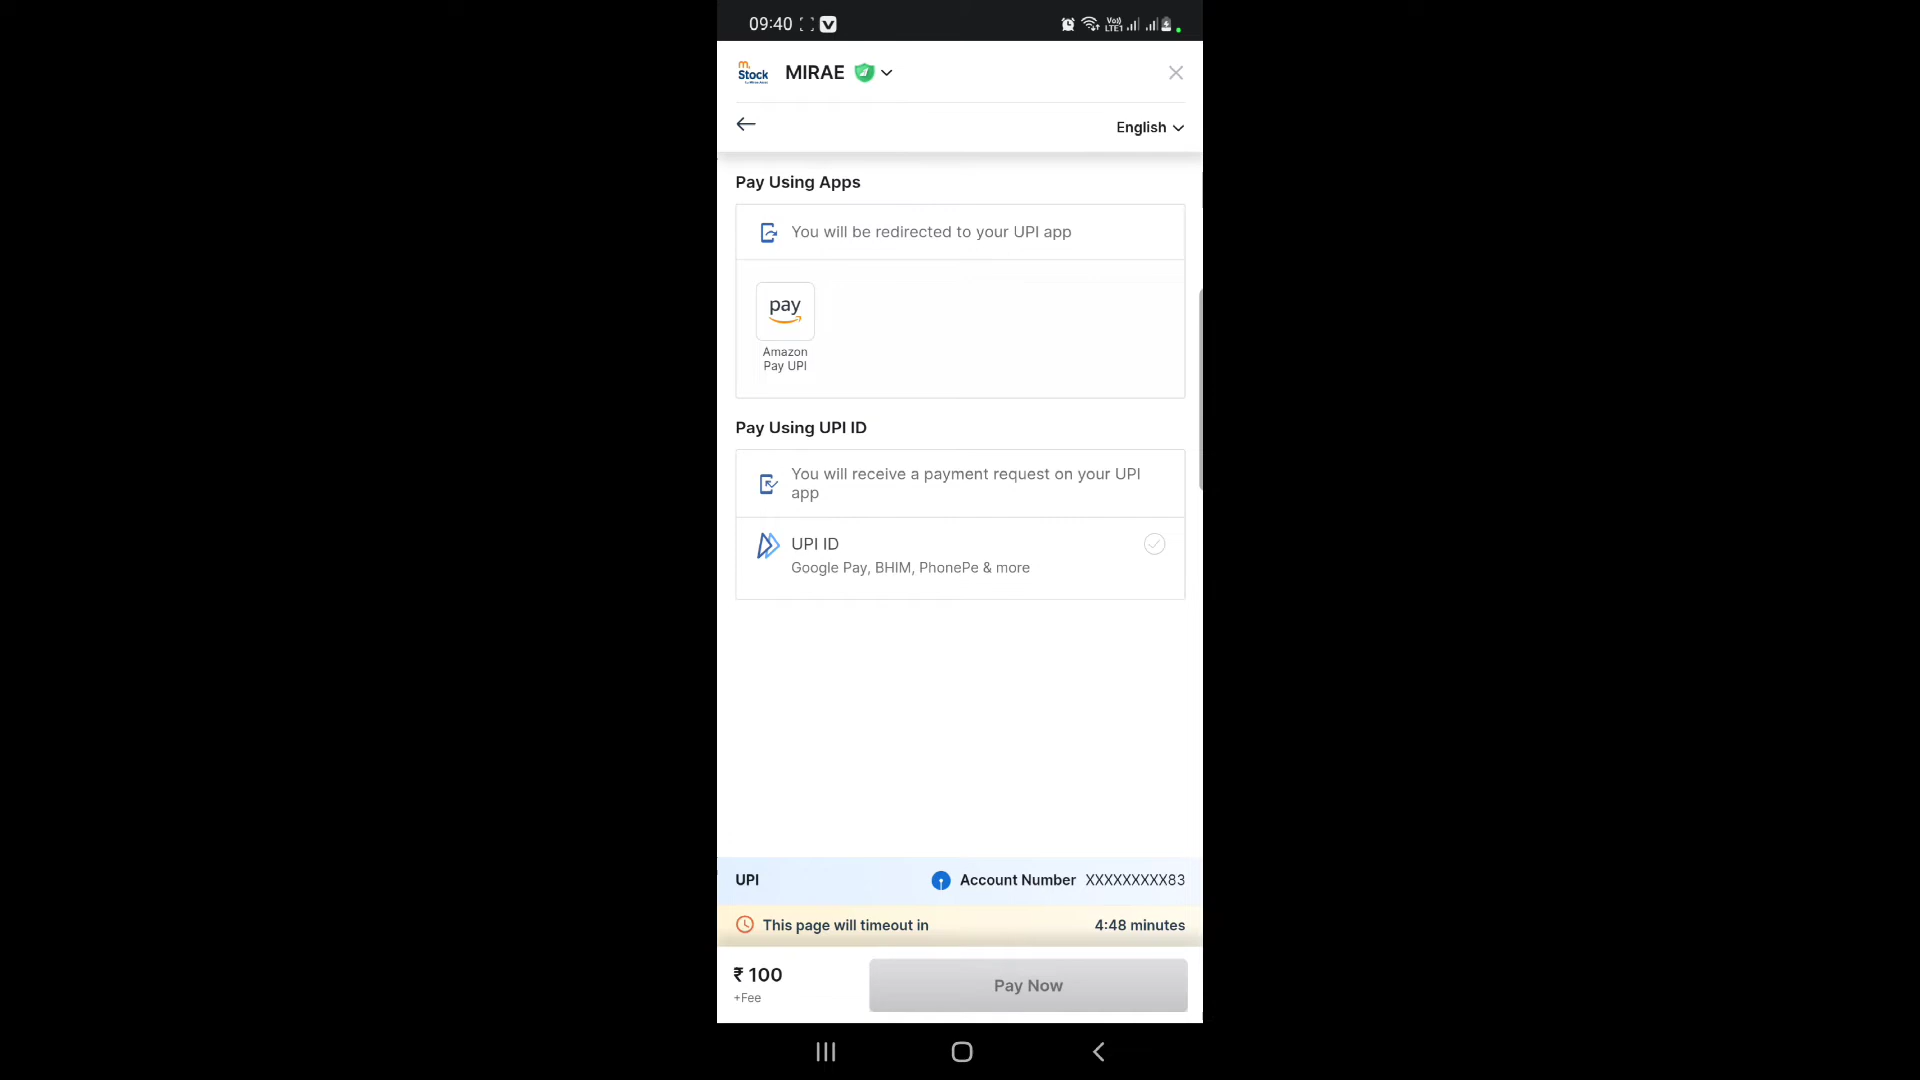 09:40
Vo))
LTE1
m.
Stock
MIRAE
English
Pay Using Apps
You will be redirected to your UPI app
pay
Amazon
Pay UPI
Pay Using UPI ID
You will receive a payment request on your UPI
app
UPI ID
Google Pay, BHIM, PhonePe & more
UPI Account Number XXXXXXXXX83
This page will timeout in 4:48 minutes
₹ 100
+Fee
Pay Now